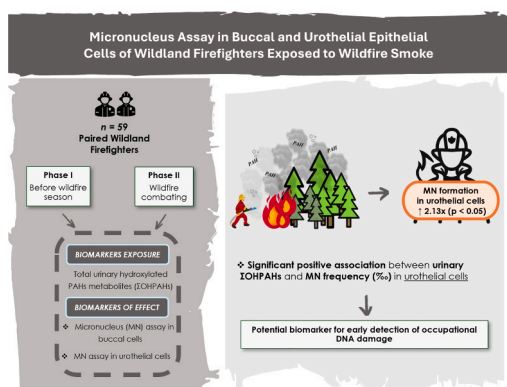 Micronucleus Assay in Buccal and Urothelial Epithelial
Cells of Wildland Firefighters Exposed to Wildfire Smoke
n = 59
Paired Wildland
Firefighters
Phase I
Before wildfire
season
Phase II
Wildfire
combating
BIOMARKERS EXPOSURE
Total urinary hydroxylated
PAHs metabolites (ΣOHPAHs)
BIOMARKERS OF EFFECT
❖ Micronucleus (MN) assay in
buccal cells
❖ MN assay in urothelial cells
PAH
PAH
PAH
PAH
MN formation
in urothelial cells
↑ 2.13x (p < 0.05)
❖ Significant positive association between urinary
ΣOHPAHs and MN frequency (‰) in urothelial cells
Potential biomarker for early detection of occupational
DNA damage